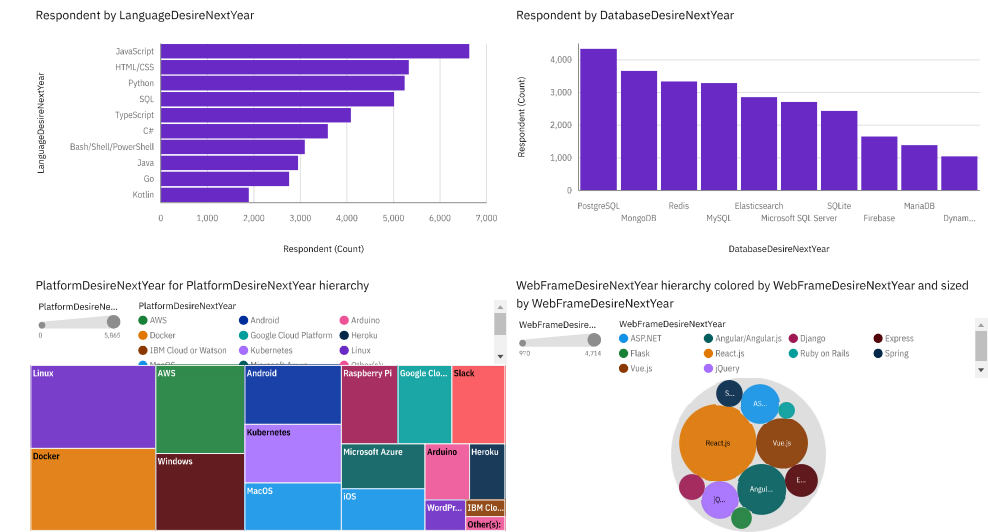 Respondent by LanguageDesireNextYear
LanguageDesireNextYear
JavaScript
HTML/CSS
Python
SQL
TypeScript
C#
Bash/Shell/PowerShell
Java
Go
Kotlin
0 1,000 2,000 3,000 4,000 5,000 6,000 7,000
Respondent (Count)
Respondent by DatabaseDesireNextYear
Respondent (Count)
4,000
3,000
2,000
1,000
0
PostgreSQL Redis Elasticsearch SQLite MariaDB
MongoDB MySQL Microsoft SQL Server Firebase Dynam...
DatabaseDesireNextYear
PlatformDesireNextYear for PlatformDesireNextYear hierarchy
PlatformDesireNe...
0 5,865
PlatformDesireNextYear
AWS Android Arduino
Docker Google Cloud Platform Heroku
IBM Cloud or Watson Kubernetes Linux
MacOS Microsoft Azure Other(s):
Linux
AWS
Android
Raspberry Pi
Google Clo...
Slack
Kubernetes
Docker
Windows
Microsoft Azure
Arduino
Heroku
MacOS
iOS
WordPr...
IBM Clo...
Other(s):
WebFrameDesireNextYear hierarchy colored by WebFrameDesireNextYear and sized
by WebFrameDesireNextYear
WebFrameDesire...
970 4,714
WebFrameDesireNextYear
ASP.NET Angular/Angular.js Django Express
Flask React.js Ruby on Rails Spring
Vue.js jQuery
S...
AS...
React.js
Vue.js
E...
Angul...
jQ...